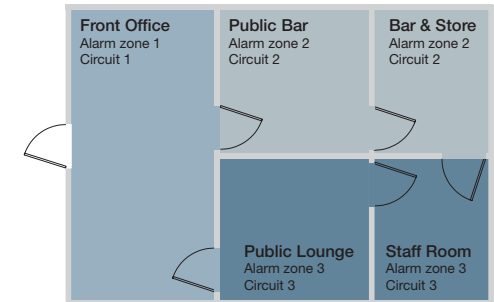 Front Office
Alarm zone 1
Circuit 1
Public Bar
Alarm zone 2
Circuit 2
Bar & Store
Alarm zone 2
Circuit 2
Public Lounge
Alarm zone 3
Circuit 3
Staff Room
Alarm zone 3
Circuit 3